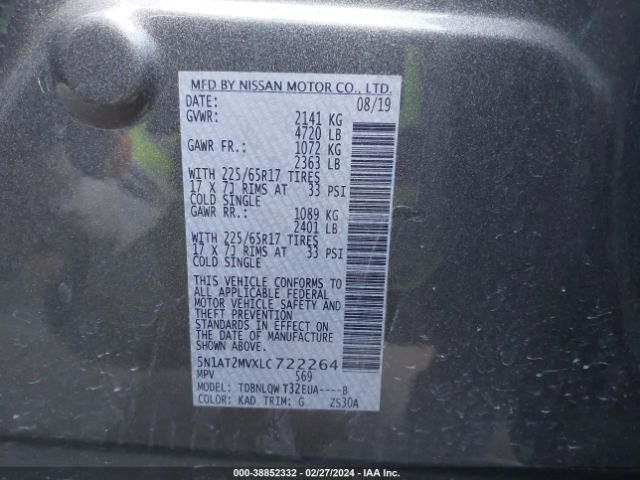 MFD BY NISSAN MOTOR CO., LTD.
DATE: 08/19
GVWR: 2141 KG
4720 LB
GAWR FR.: 1072 KG
2363 LB
WITH 225/65R17 TIRES
17 X 7J RIMS AT 33 PSI
COLD SINGLE
GAWR RR.: 1089 KG
2401 LB
WITH 225/65R17 TIRES
17 X 7J RIMS AT 33 PSI
COLD SINGLE
THIS VEHICLE CONFORMS TO
ALL APPLICABLE FEDERAL
MOTOR VEHICLE SAFETY AND
THEFT PREVENTION
STANDARDS IN EFFECT ON
THE DATE OF MANUFACTURE
SHOWN ABOVE.
5N1AT2MVXLC722264
MPV 569
MODEL: TDBNLQW T32EUA----B
COLOR: KAD TRIM: G ZS30A
000-38852332 - 02/27/2024 - IAA Inc.